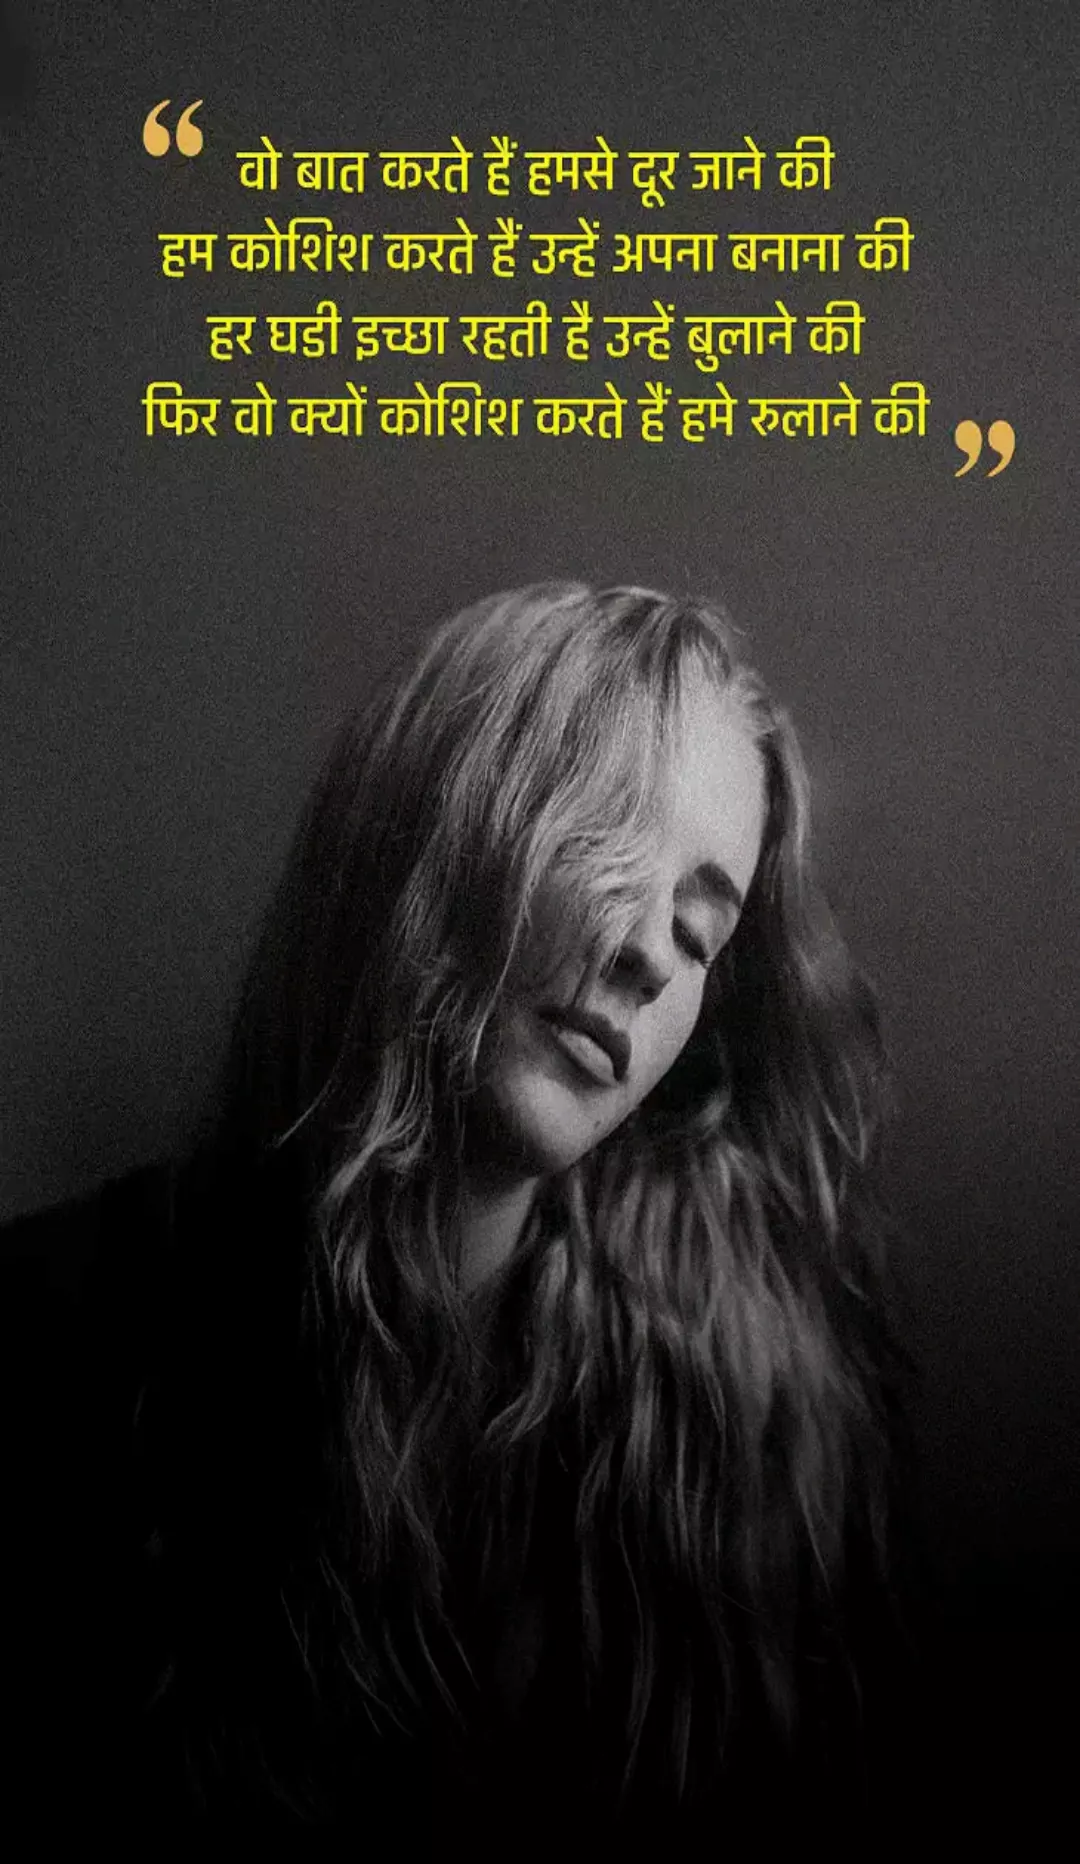 “ वो बात करते हैं हमसे दूर जाने की
हम कोशिश करते हैं उन्हें अपना बनाना की
हर घडी इच्छा रहती है उन्हें बुलाने की
फिर वो क्यों कोशिश करते हैं हमे रुलाने की ”